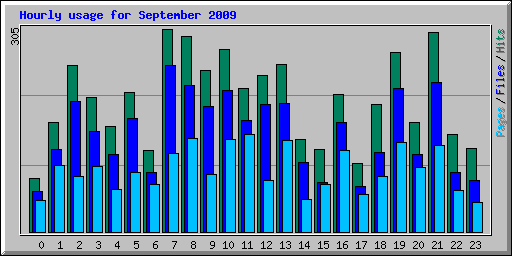 Hourly usage for September 2009
305
Pages/Files/Hits
0 1 2 3 4 5 6 7 8 9 10 11 12 13 14 15 16 17 18 19 20 21 22 23